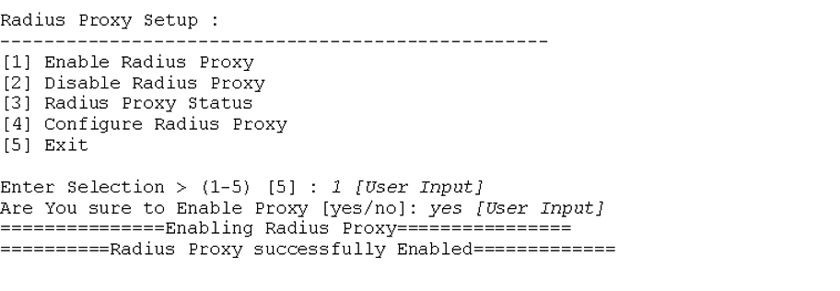 Radius Proxy Setup :
--------------------------------------------------
[1] Enable Radius Proxy
[2] Disable Radius Proxy
[3] Radius Proxy Status
[4] Configure Radius Proxy
[5] Exit
Enter Selection > (1-5) [5] : 1 [User Input]
Are You sure to Enable Proxy [yes/no]: yes [User Input]
===============Enabling Radius Proxy================
==========Radius Proxy successfully Enabled=============